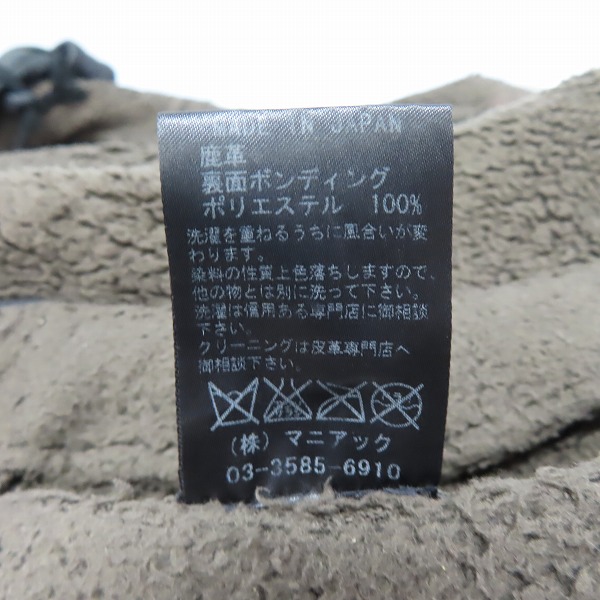 MADE IN JAPAN
鹿革
裏面ボンディング
ポリエステル 100%
洗濯を重ねるうちに風合いが変
わります。
染料の性質上色落ちしますので、
他の物とは別に洗って下さい。
洗濯は信用ある専門店に御相談
下さい。
クリーニングは皮革専門店へ
御相談下さい。
(株) マニアック
03-3585-6910